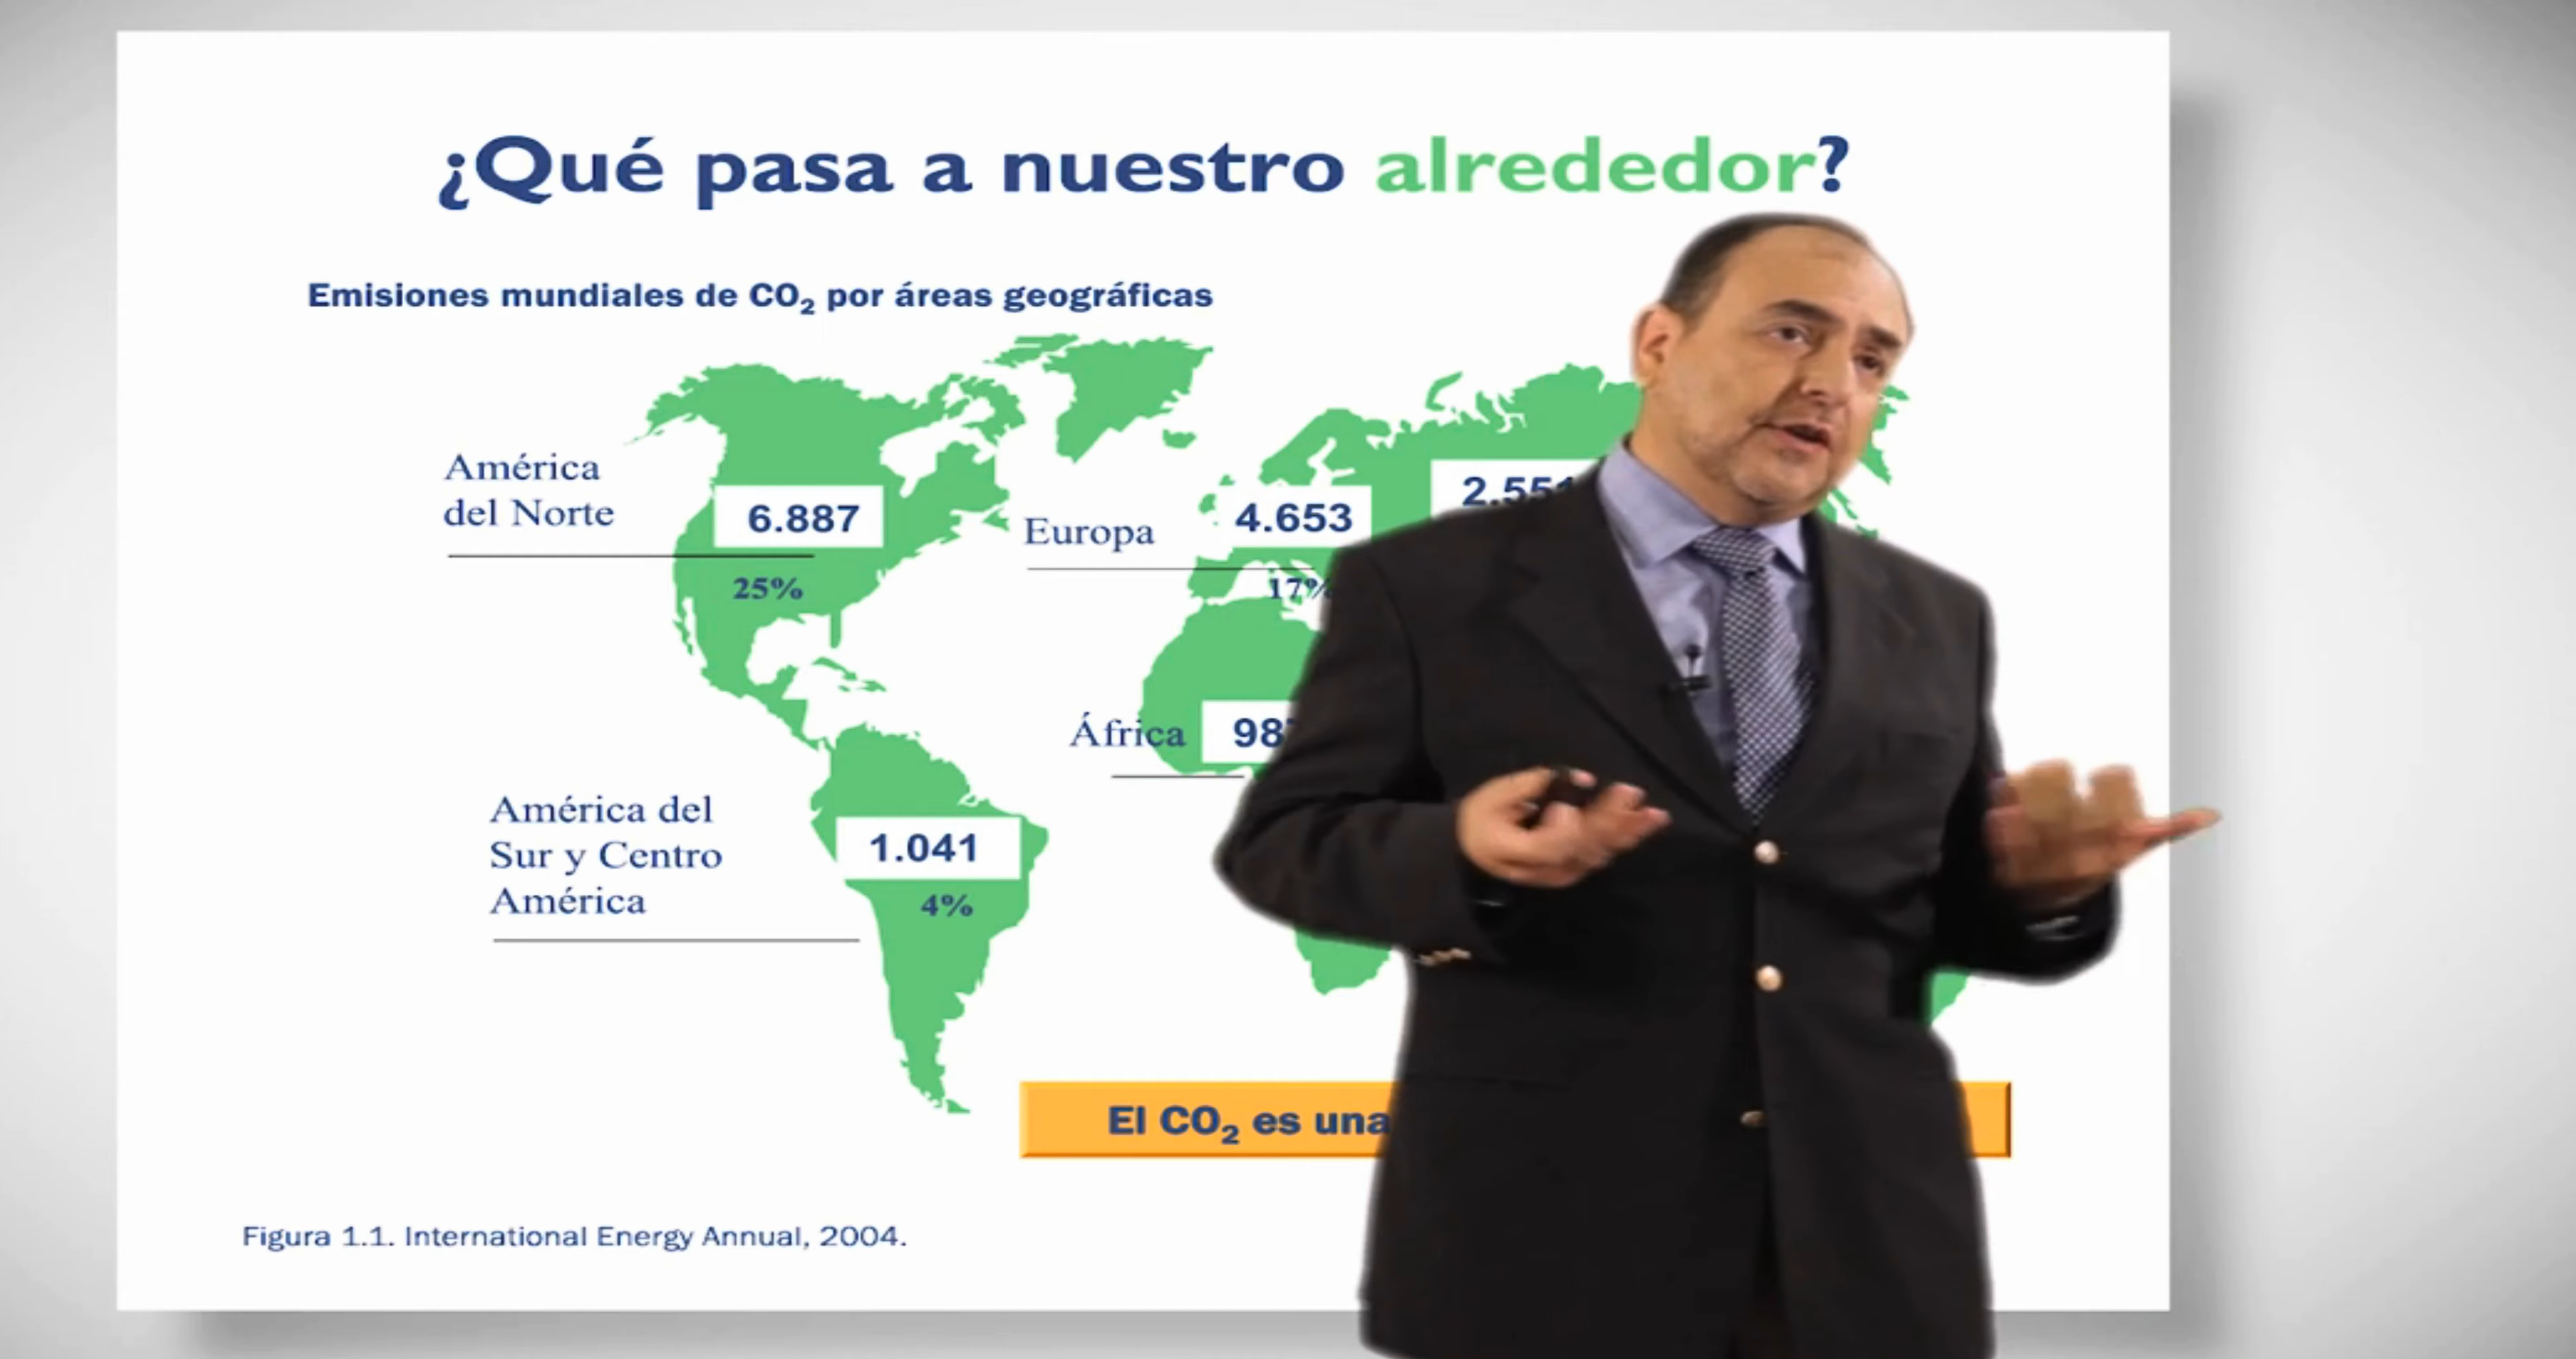 ¿Qué pasa a nuestro alrededor?
Emisiones mundiales de CO₂ por áreas geográficas
América
del Norte
6.887
25%
Europa
4.653
17%
África
América del
Sur y Centro
América
1.041
4%
El CO₂ es una
Figura 1.1. International Energy Annual, 2004.